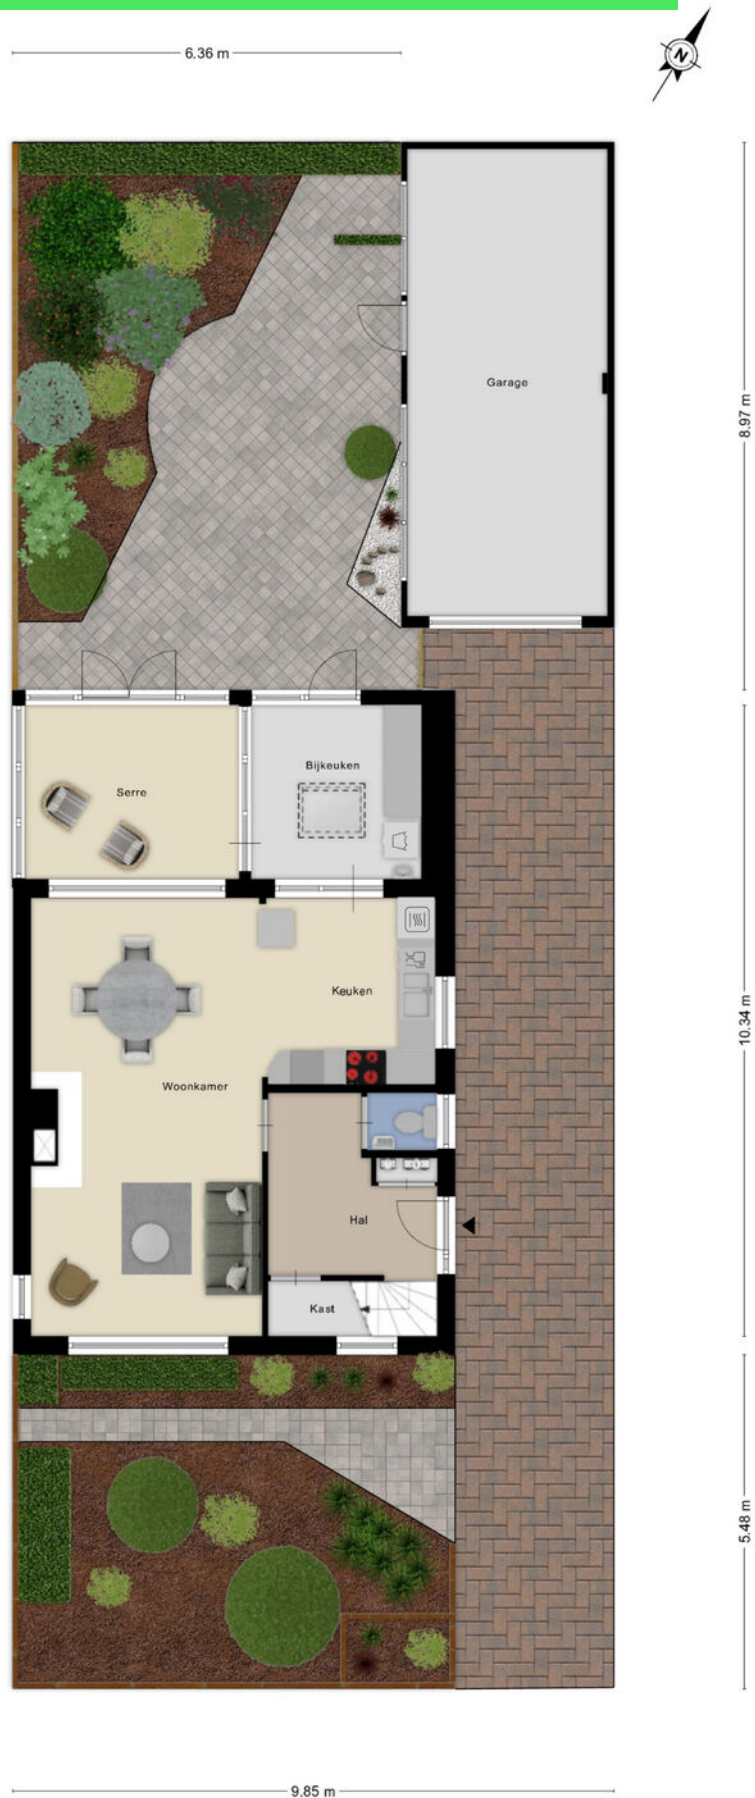 6.36 m
N
Garage
8.97 m
Bijkeuken
Serre
Keuken
10.34 m
Woonkamer
Hal
Kast
5.48 m
9.85 m